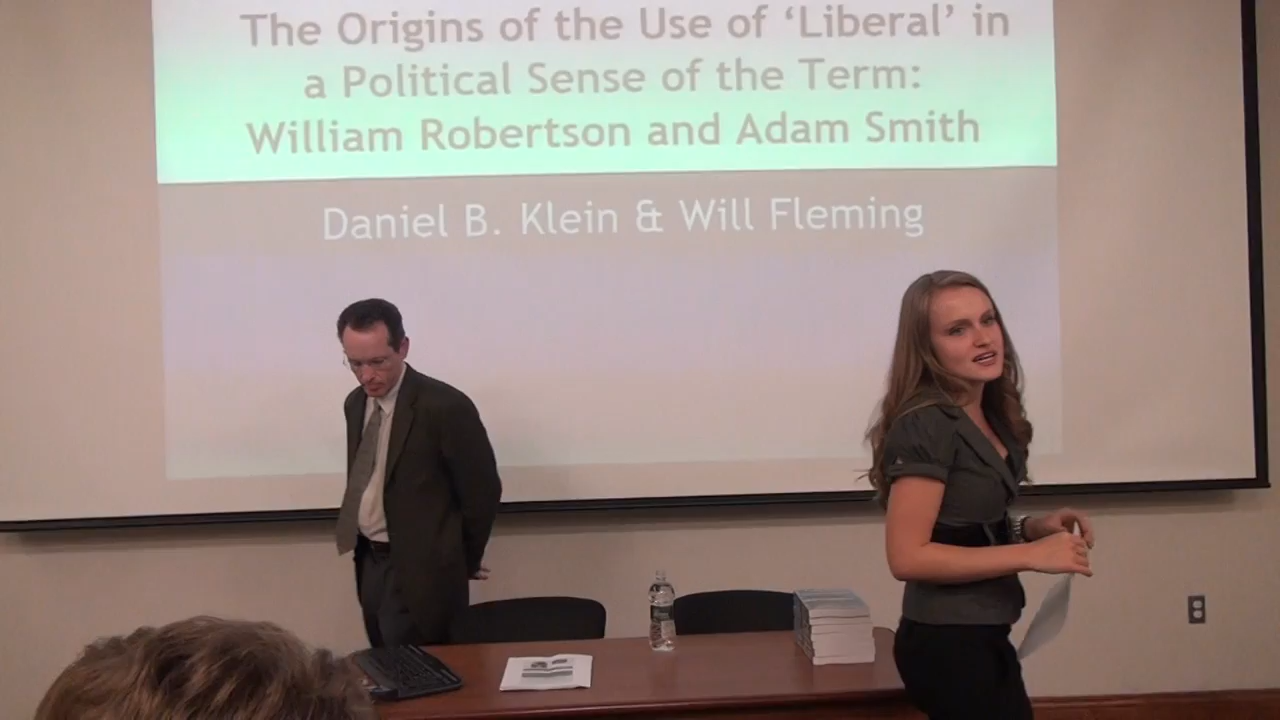 The Origins of the Use of ‘Liberal’ in
a Political Sense of the Term:
William Robertson and Adam Smith
Daniel B. Klein & Will Fleming